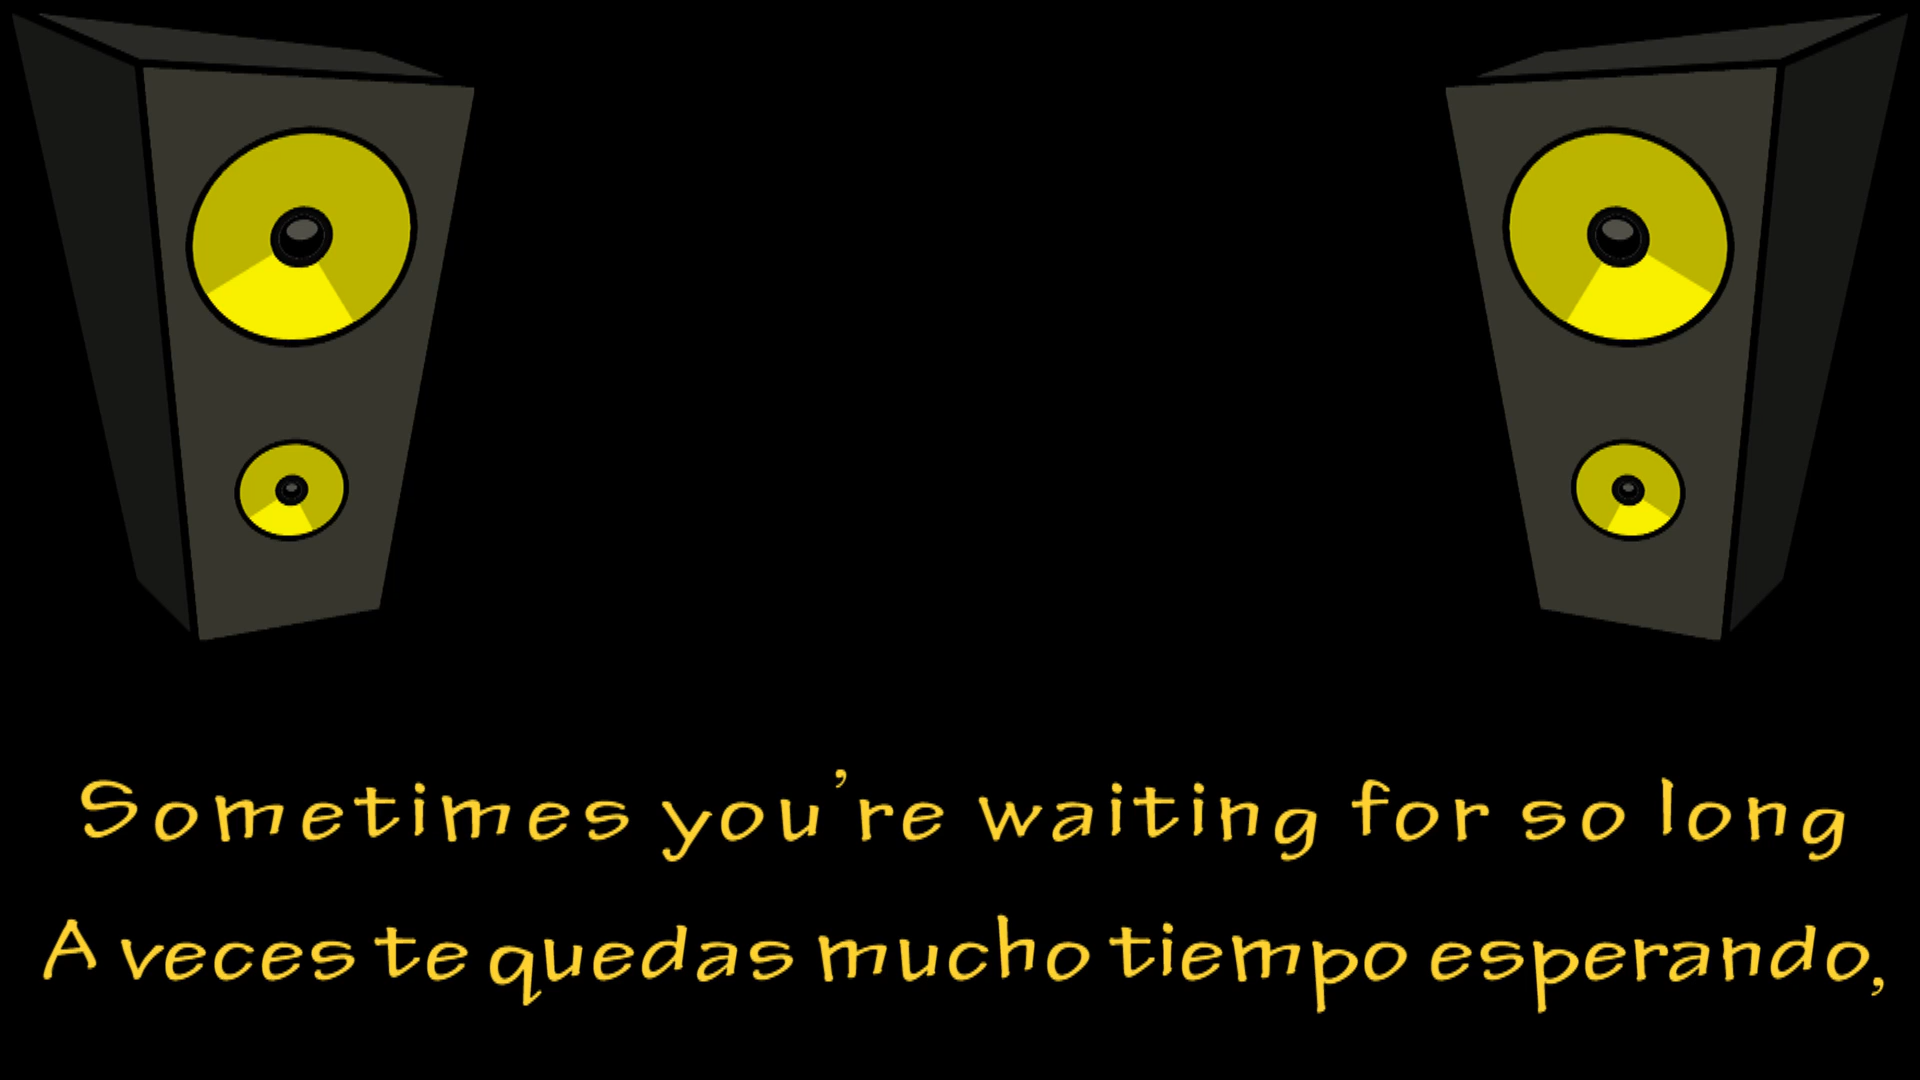 Sometimes you're waiting for so long
A veces te quedas mucho tiempo esperando,